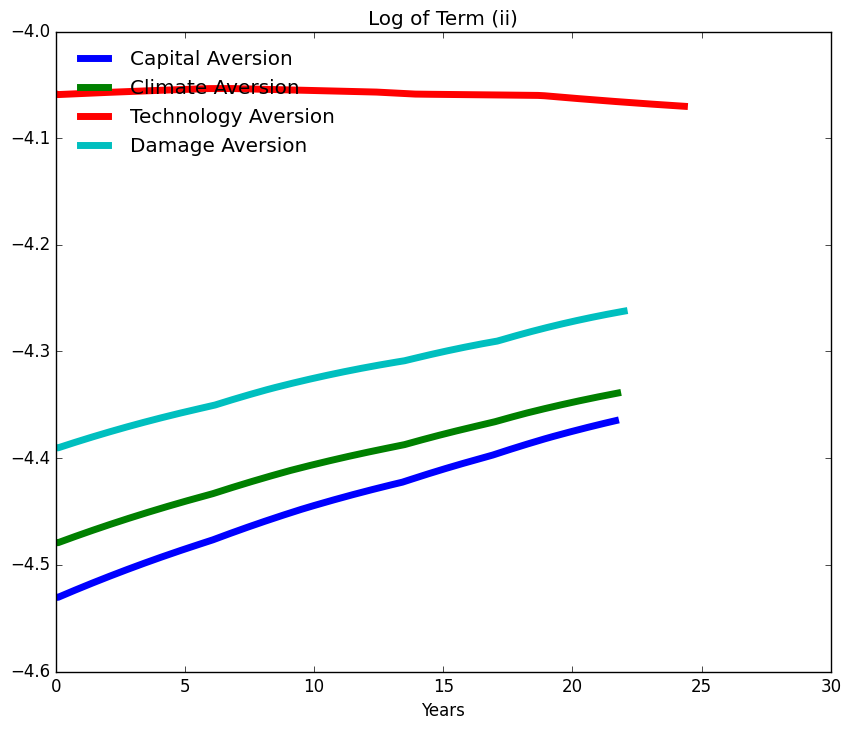 Log of Term (ii)
−4.0
Capital Aversion
Climate Aversion
Technology Aversion
Damage Aversion
−4.1
−4.2
−4.3
−4.4
−4.5
−4.6
0 5 10 15 20 25 30
Years